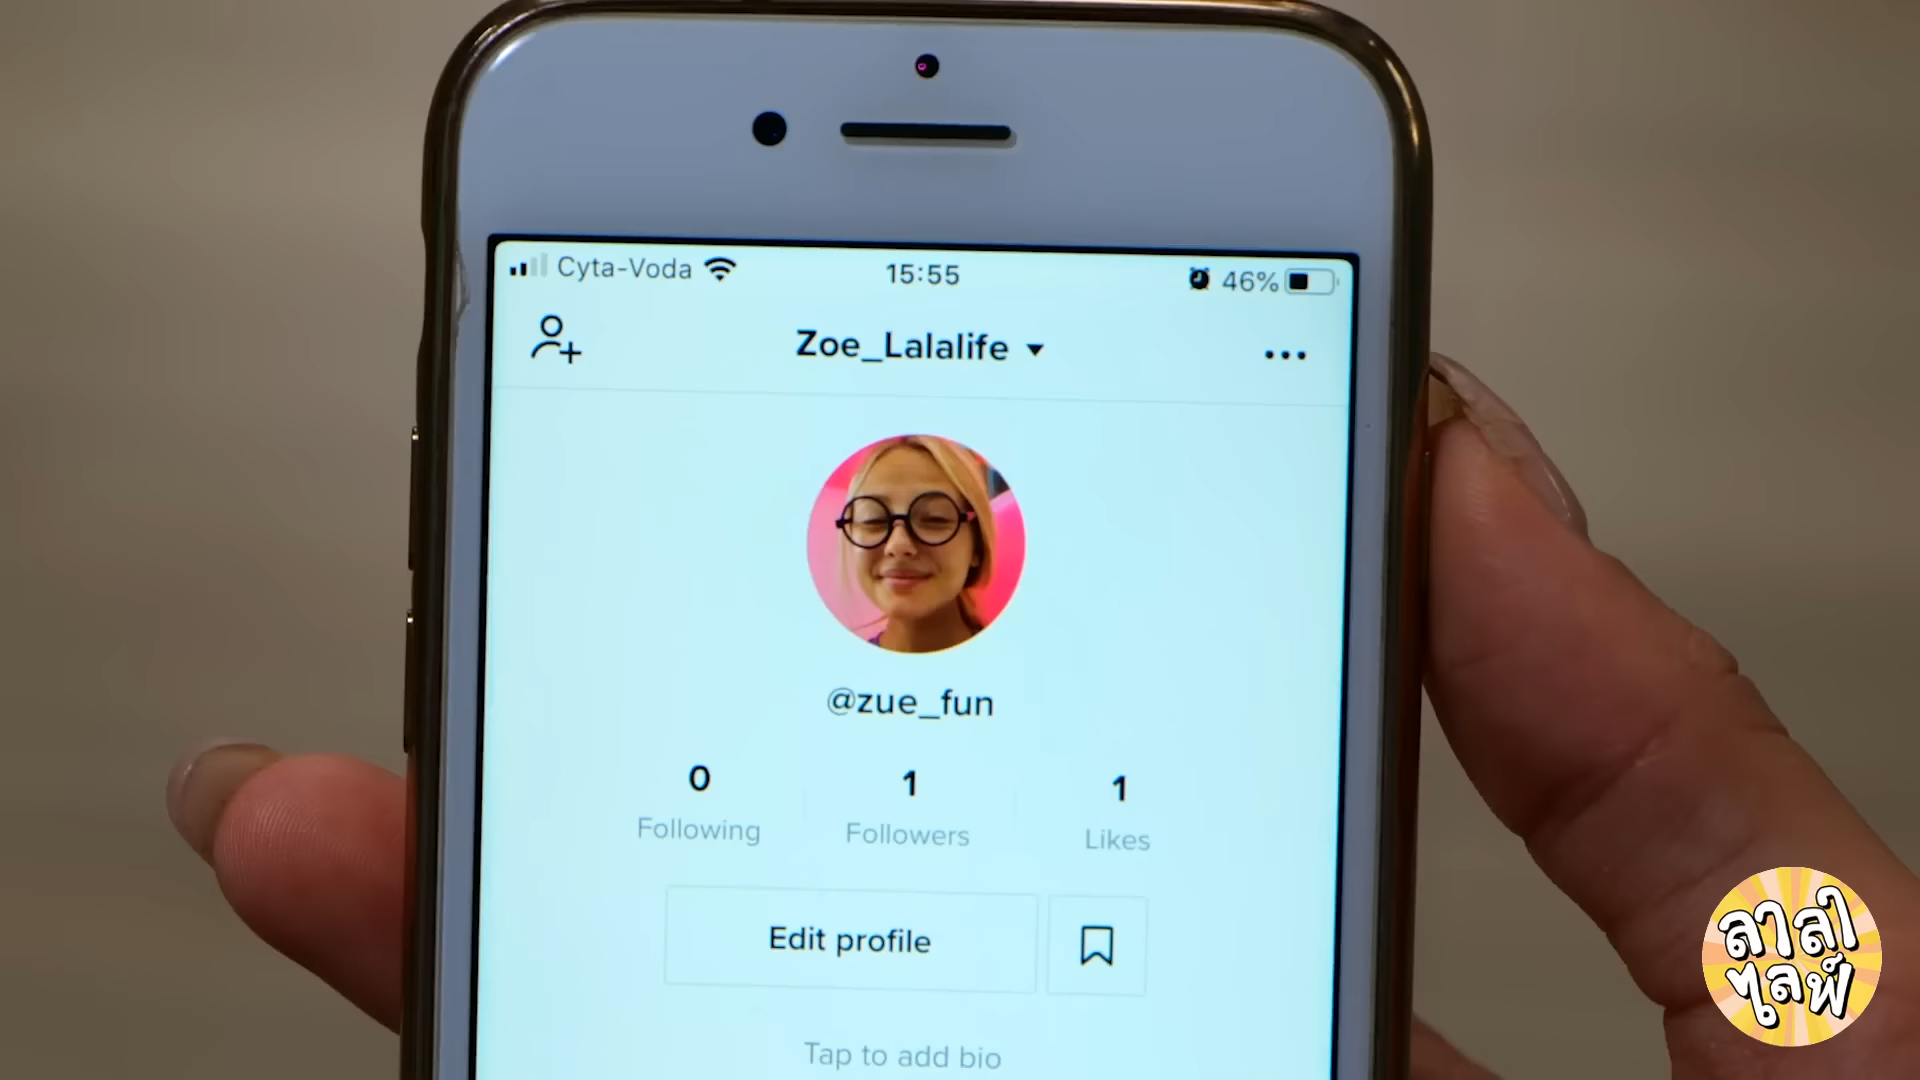 Cyta-Voda 15:55 46%
Zoe_Lalalife
@zue_fun
0 1 1
Following Followers Likes
Edit profile
Tap to add bio
ลาลา
ไลฟ์